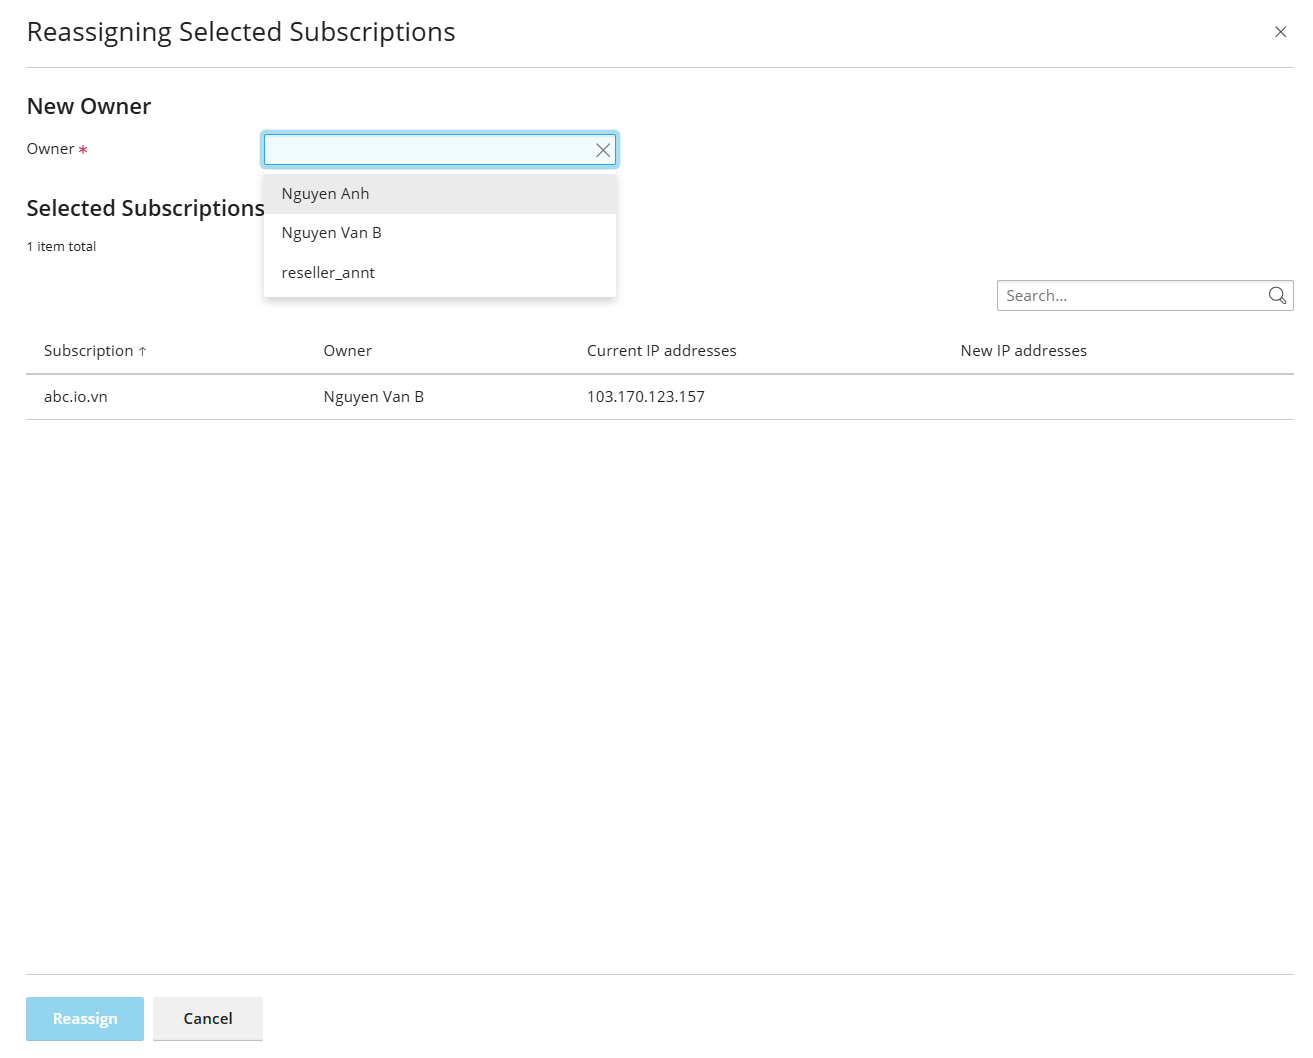 Reassigning Selected Subscriptions
New Owner
Owner *
Nguyen Anh
Nguyen Van B
reseller_annt
Selected Subscriptions
1 item total
Search...
Subscription ↑ Owner Current IP addresses New IP addresses
abc.io.vn Nguyen Van B 103.170.123.157
Reassign Cancel